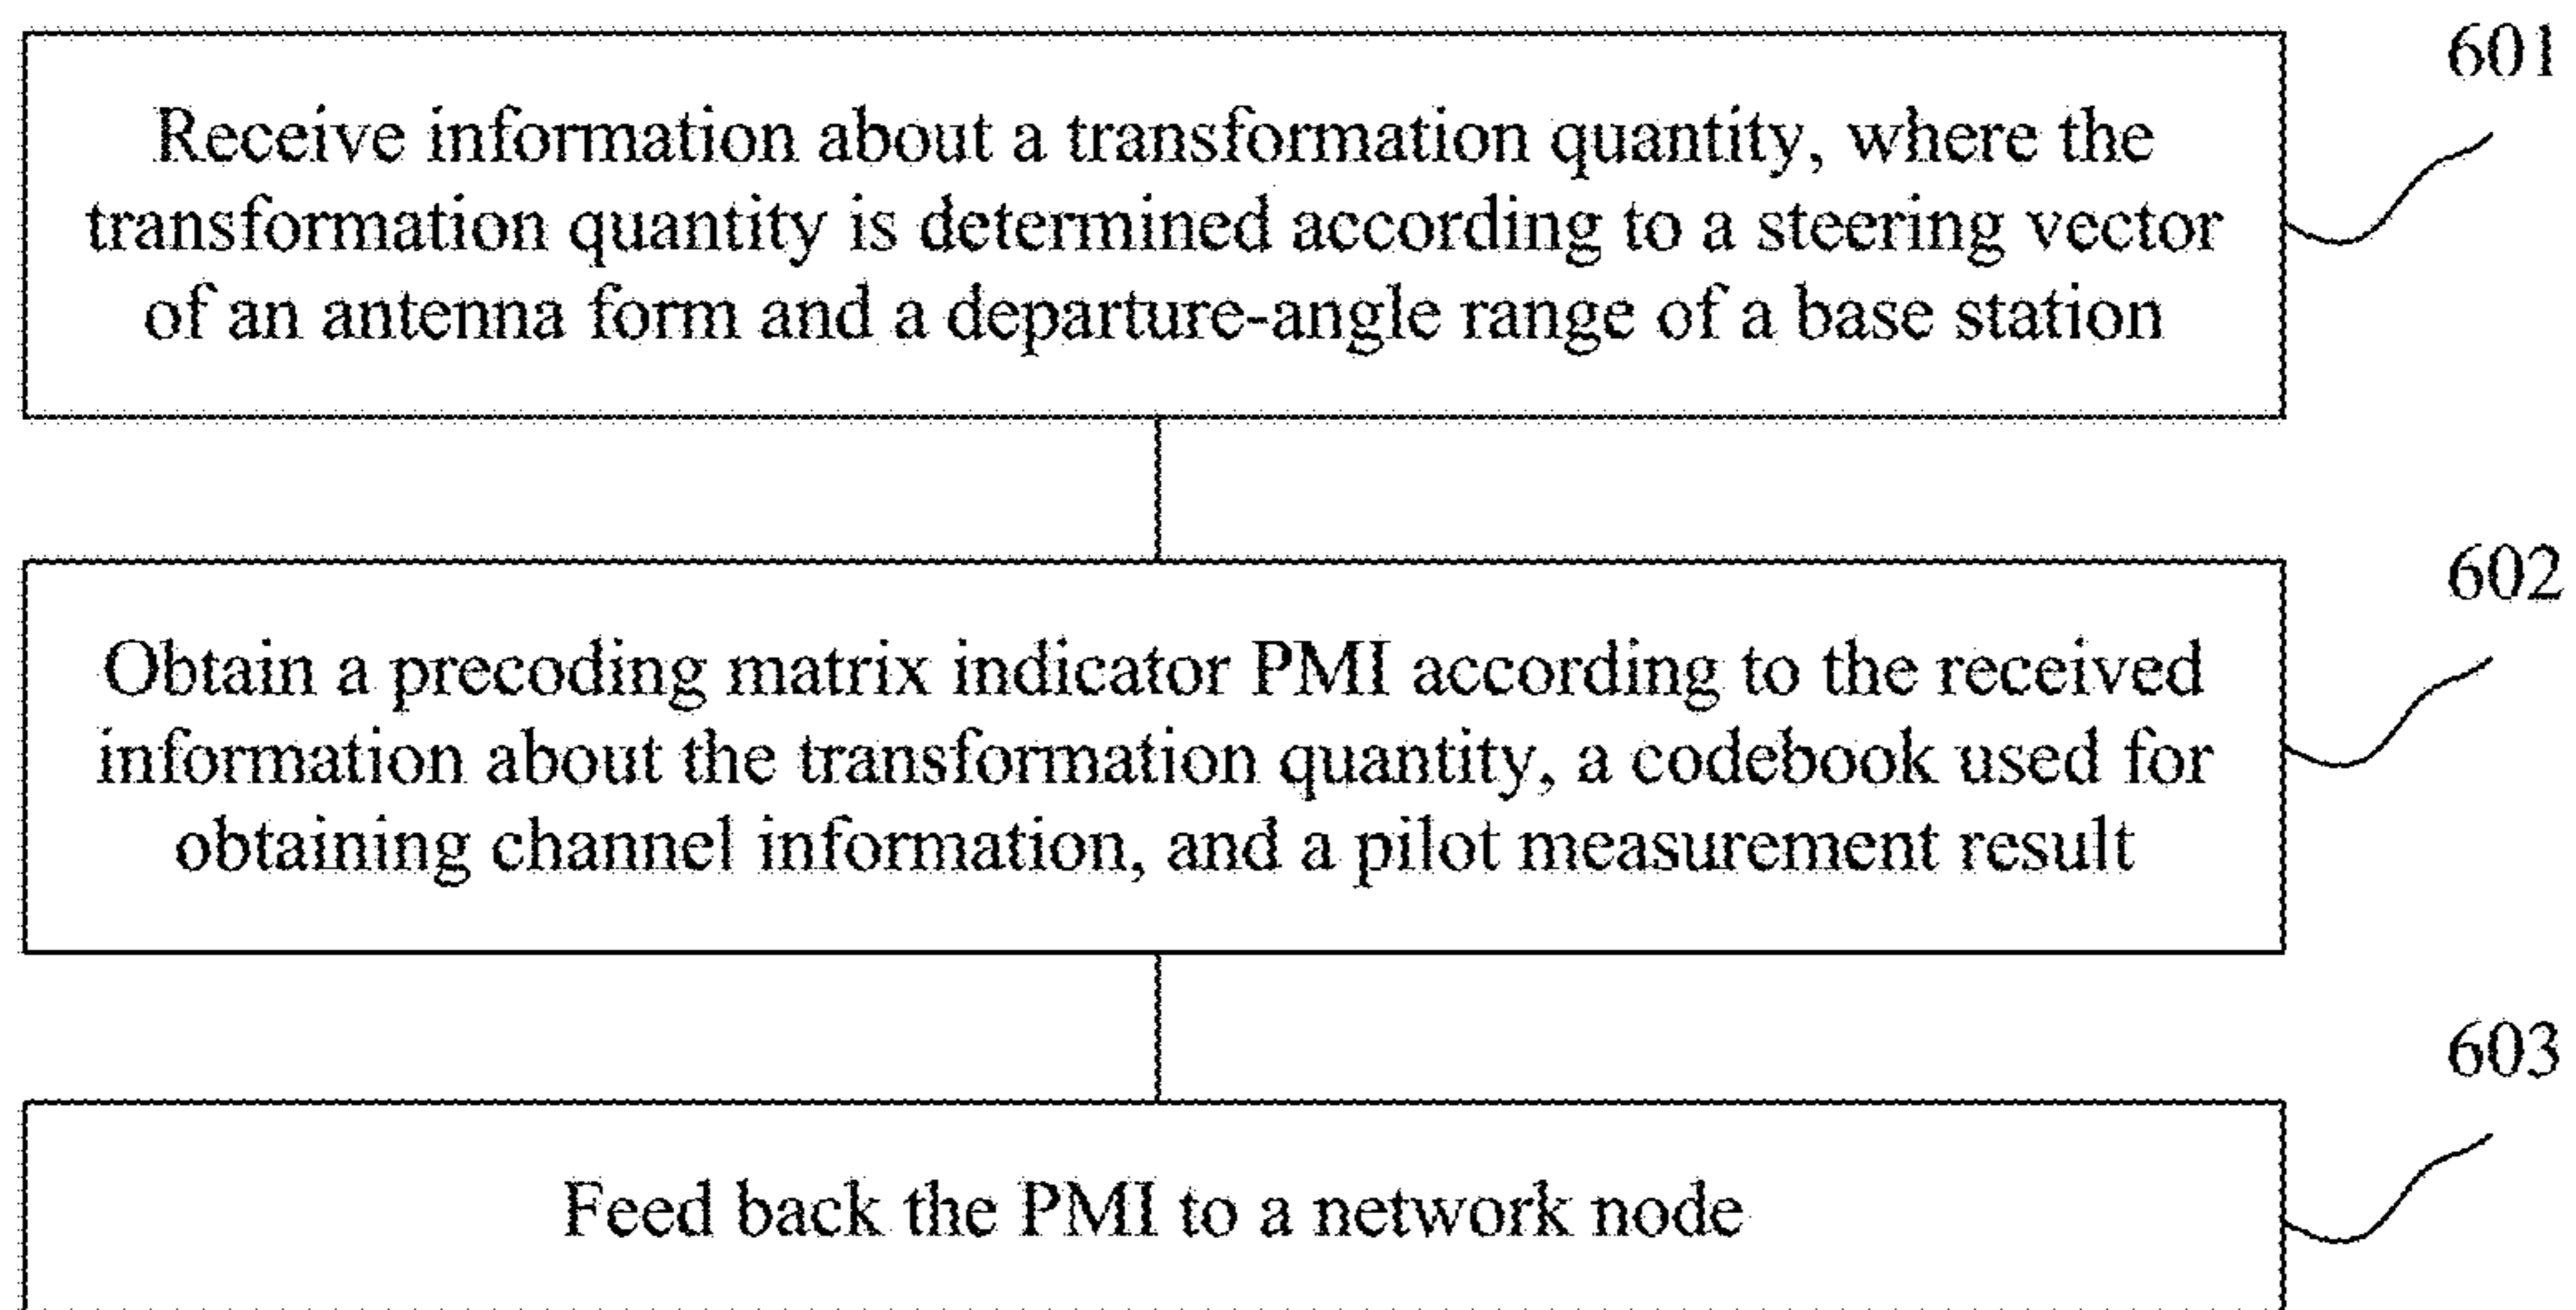 601
Receive information about a transformation quantity, where the
transformation quantity is determined according to a steering vector
of an antenna form and a departure-angle range of a base station
602
Obtain a precoding matrix indicator PMI according to the received
information about the transformation quantity, a codebook used for
obtaining channel information, and a pilot measurement result
603
Feed back the PMI to a network node